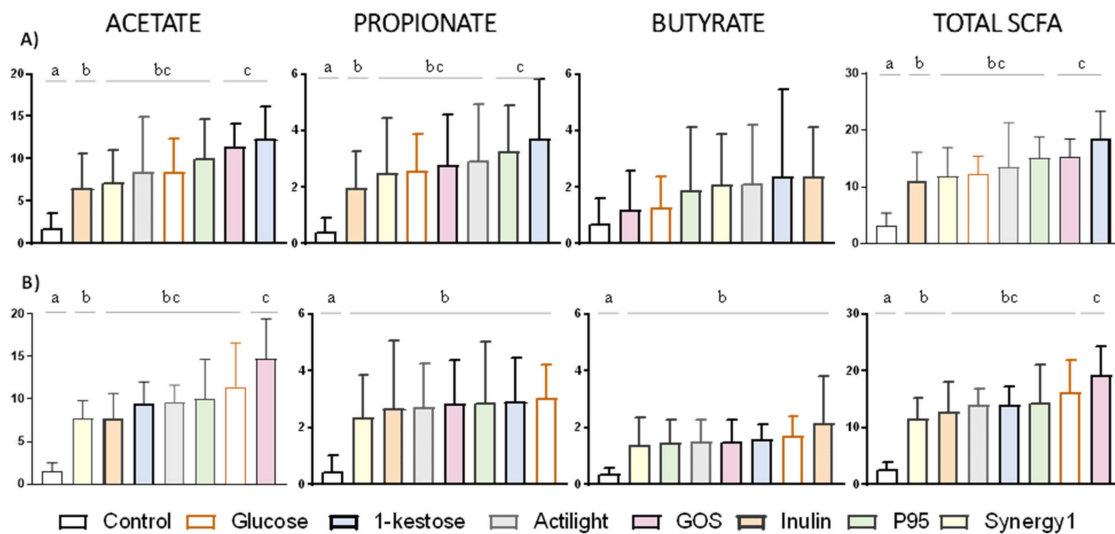 ACETATE PROPIONATE BUTYRATE TOTAL SCFA
A)
a b bc c a b bc c a b bc c
20 6 6 30
15
4 4 20
10
2 2 10
5
0 0 0 0
B)
a b bc c a b a b a b bc c
20 6 6 30
15
4 4 20
10
2 2 10
5
0 0 0 0
Control Glucose 1-kestose Actilight GOS Inulin P95 Synergy1